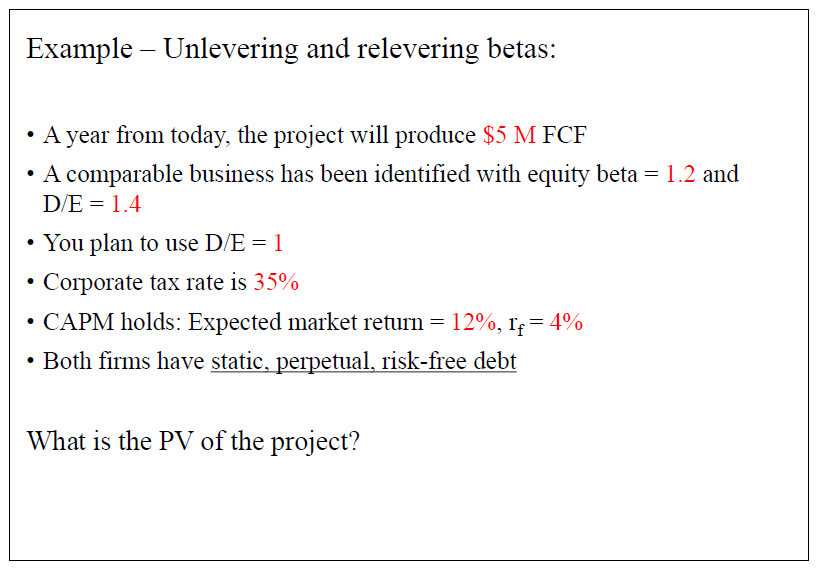 Example – Unlevering and relevering betas:
• A year from today, the project will produce $5 M FCF
• A comparable business has been identified with equity beta = 1.2 and
D/E = 1.4
• You plan to use D/E = 1
• Corporate tax rate is 35%
• CAPM holds: Expected market return = 12%, rf = 4%
• Both firms have static, perpetual, risk-free debt
What is the PV of the project?